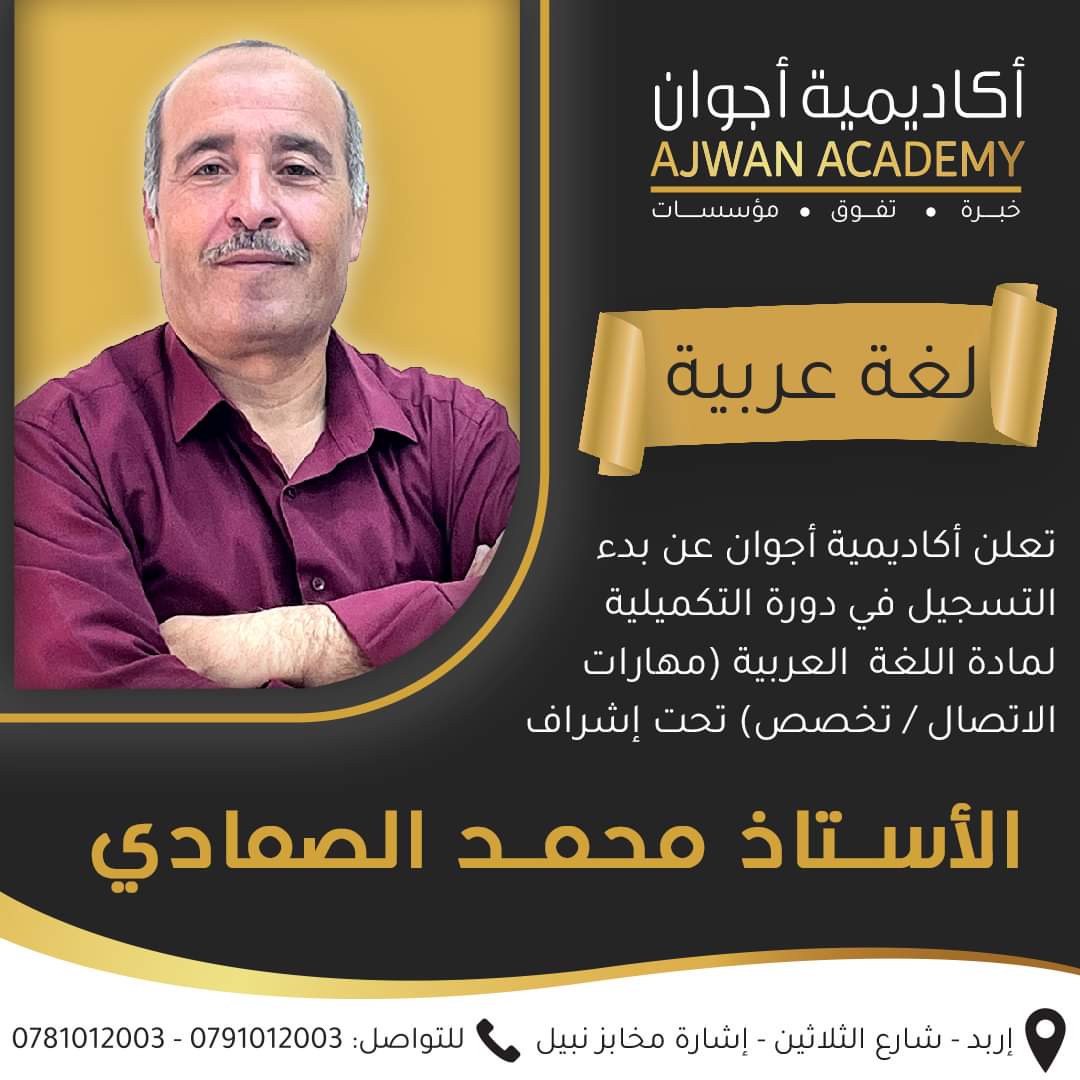 أكاديمية أجوان
AJWAN ACADEMY
خبرة • تفوق • مؤسسات
لغة عربية
تعلن أكاديمية أجوان عن بدء
التسجيل في دورة التكميلية
لمادة اللغة العربية (مهارات
الاتصال / تخصص) تحت إشراف
الأستاذ محمد الصمادي
إربد - شارع الثلاثين - إشارة مخابز نبيل
للتواصل: 0791012003 - 0781012003